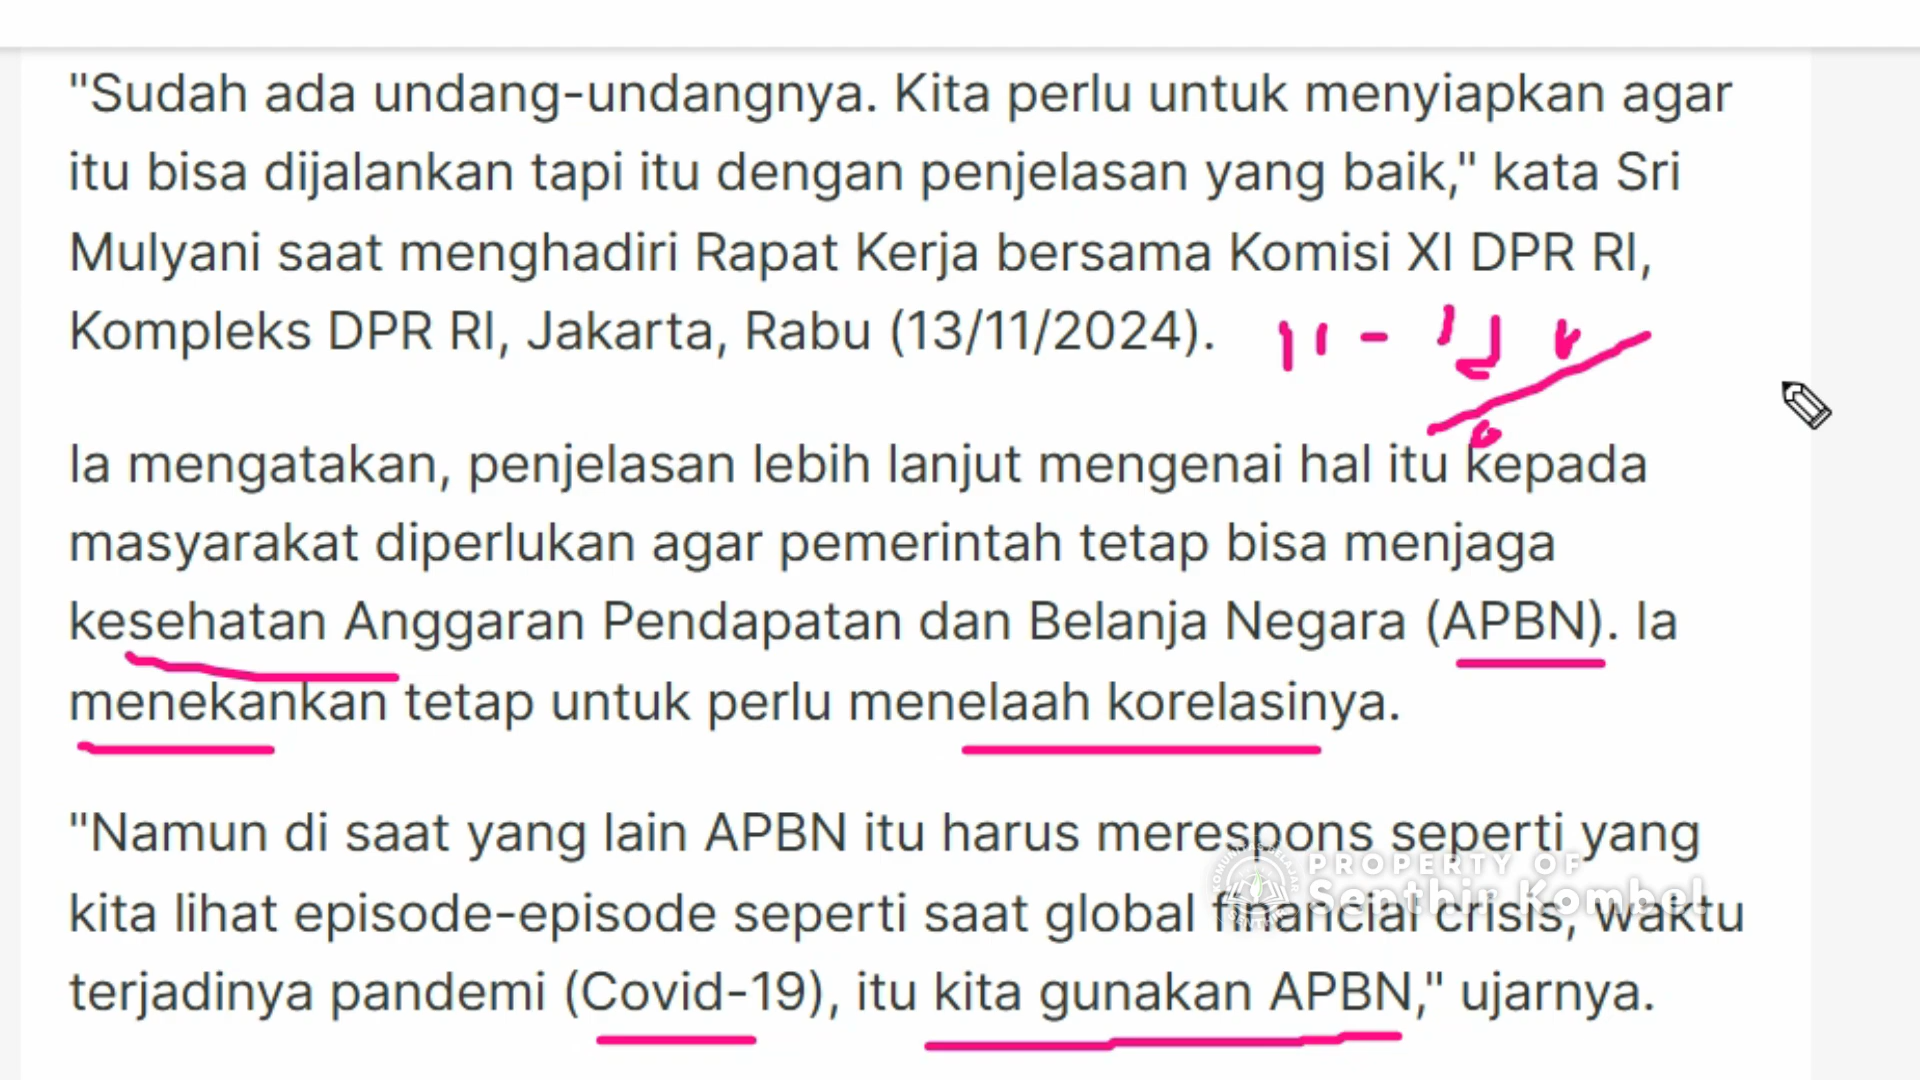 "Sudah ada undang-undangnya. Kita perlu untuk menyiapkan agar
itu bisa dijalankan tapi itu dengan penjelasan yang baik," kata Sri
Mulyani saat menghadiri Rapat Kerja bersama Komisi XI DPR RI,
Kompleks DPR RI, Jakarta, Rabu (13/11/2024).
11 - 12 %
Ia mengatakan, penjelasan lebih lanjut mengenai hal itu kepada
masyarakat diperlukan agar pemerintah tetap bisa menjaga
kesehatan Anggaran Pendapatan dan Belanja Negara (APBN). Ia
menekankan tetap untuk perlu menelaah korelasinya.
"Namun di saat yang lain APBN itu harus merespons seperti yang
PROPERTY OF
Senthir Kombel
kita lihat episode-episode seperti saat global financial crisis, waktu
terjadinya pandemi (Covid-19), itu kita gunakan APBN," ujarnya.